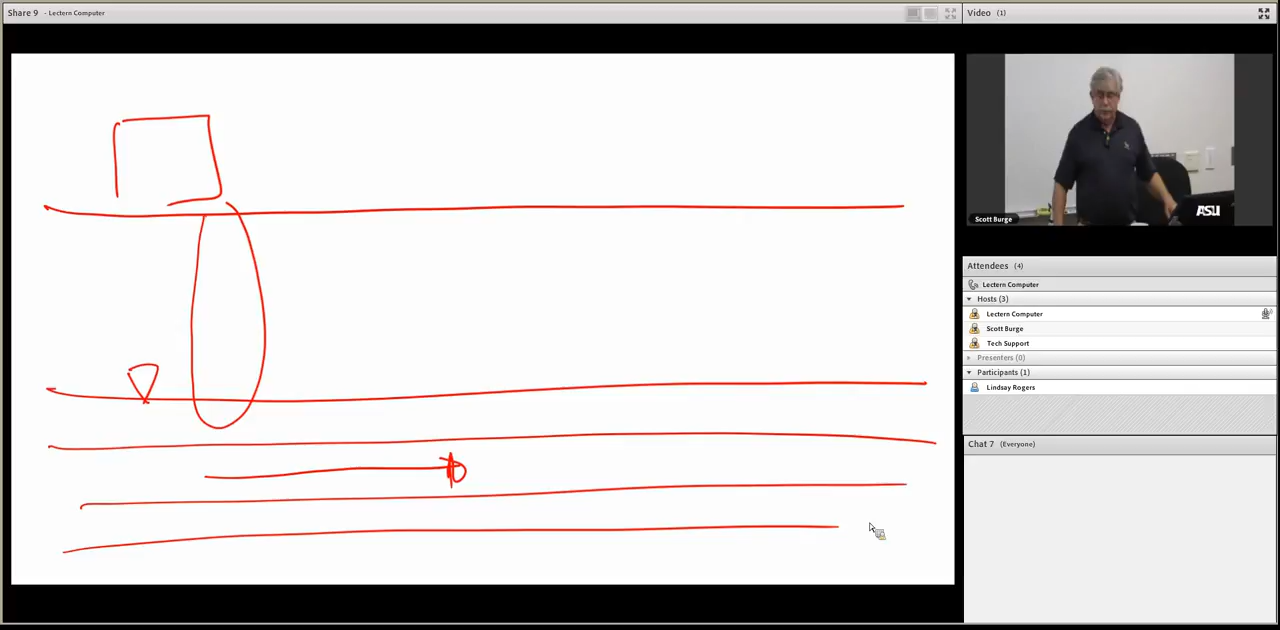 Share 9 - Lectern Computer
Video (1)
Scott Burge
ASU
Attendees (4)
Lectern Computer
Hosts (3)
Lectern Computer
Scott Burge
Tech Support
Presenters (0)
Participants (1)
Lindsay Rogers
Chat 7 (Everyone)